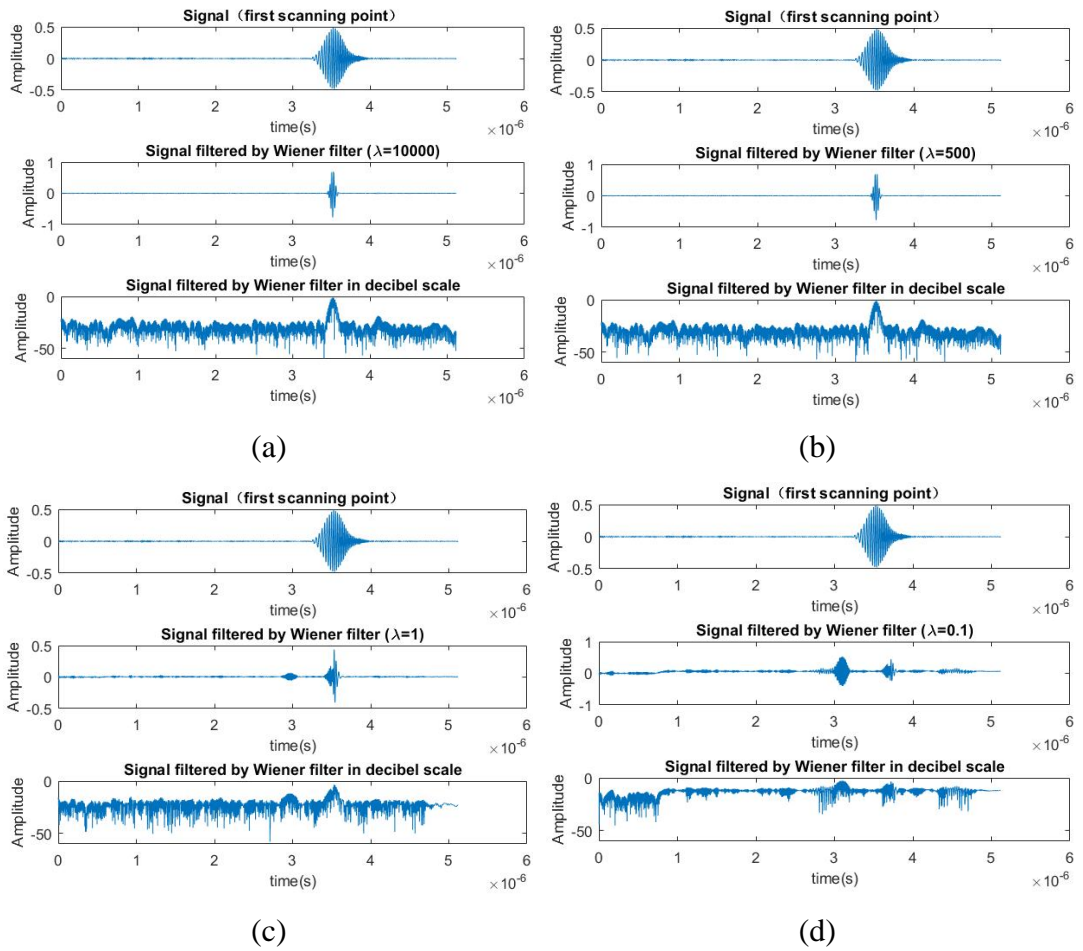 Signal（first scanning point）
0.5
0
-0.5
Amplitude
0 1 2 3 4 5 6
time(s)
×10-6
Signal filtered by Wiener filter (λ=10000)
1
0
-1
Amplitude
0 1 2 3 4 5 6
time(s)
×10-6
Signal filtered by Wiener filter in decibel scale
0
-50
Amplitude
0 1 2 3 4 5 6
time(s)
×10-6
(a)
Signal（first scanning point）
0.5
0
-0.5
Amplitude
0 1 2 3 4 5 6
time(s)
×10-6
Signal filtered by Wiener filter (λ=500)
1
0
-1
Amplitude
0 1 2 3 4 5 6
time(s)
×10-6
Signal filtered by Wiener filter in decibel scale
0
-50
Amplitude
0 1 2 3 4 5 6
time(s)
×10-6
(b)
Signal（first scanning point）
0.5
0
-0.5
Amplitude
0 1 2 3 4 5 6
time(s)
×10-6
Signal filtered by Wiener filter (λ=1)
0.5
0
-0.5
Amplitude
0 1 2 3 4 5 6
time(s)
×10-6
Signal filtered by Wiener filter in decibel scale
0
-50
Amplitude
0 1 2 3 4 5 6
time(s)
×10-6
(c)
Signal（first scanning point）
0.5
0
-0.5
Amplitude
0 1 2 3 4 5 6
time(s)
×10-6
Signal filtered by Wiener filter (λ=0.1)
1
0
-1
Amplitude
0 1 2 3 4 5 6
time(s)
×10-6
Signal filtered by Wiener filter in decibel scale
0
-50
Amplitude
0 1 2 3 4 5 6
time(s)
×10-6
(d)